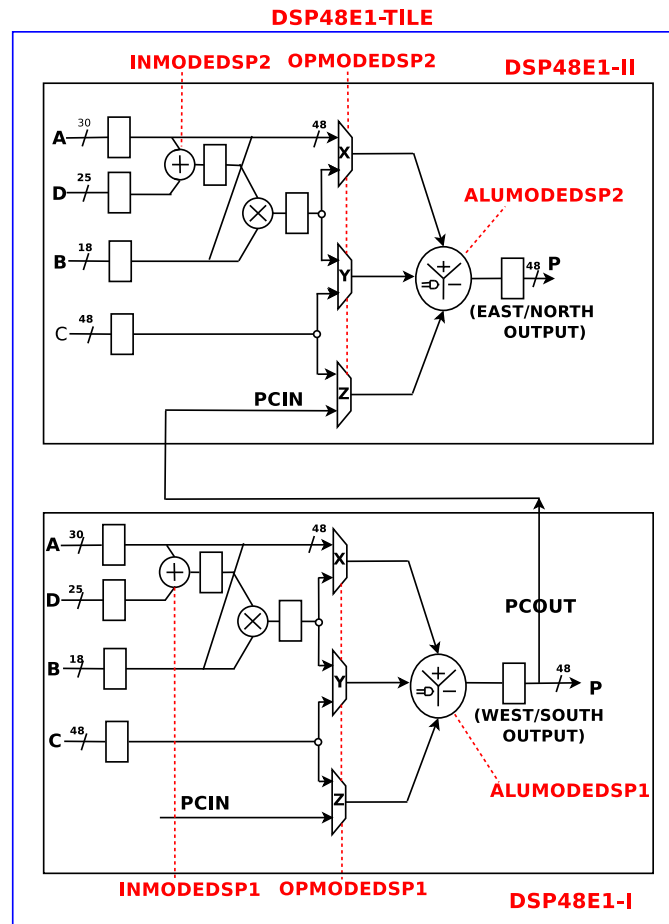 DSP48E1-TILE
INMODEDSP2
OPMODEDSP2
DSP48E1-II
A
30
48
X
D
25
ALUMODEDSP2
B
18
Y
48
P
(EAST/NORTH
OUTPUT)
C
48
PCIN
Z
A
30
48
X
D
25
PCOUT
B
18
Y
48
P
(WEST/SOUTH
OUTPUT)
C
48
PCIN
Z
ALUMODEDSP1
INMODEDSP1
OPMODEDSP1
DSP48E1-I